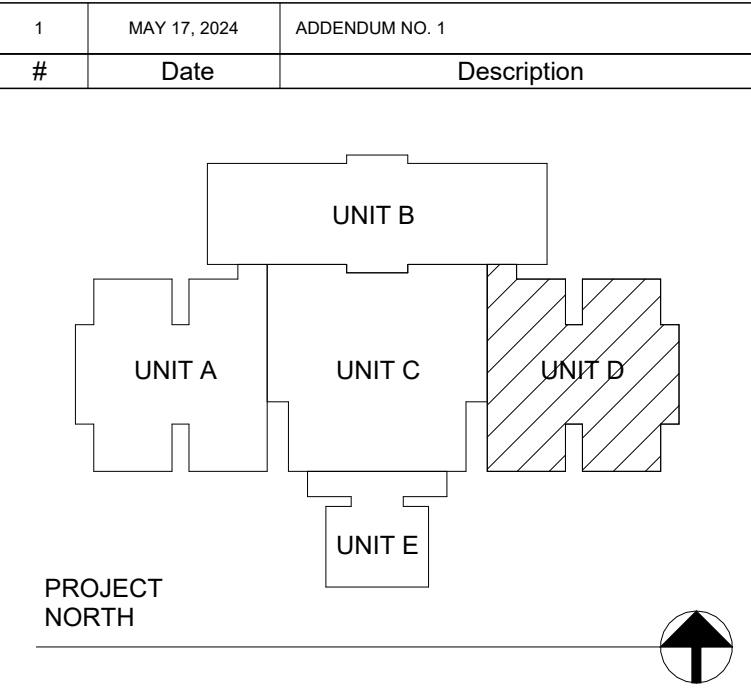 1 MAY 17, 2024 ADDENDUM NO. 1
# Date Description
UNIT B
UNIT A UNIT C UNIT D
UNIT E
PROJECT
NORTH